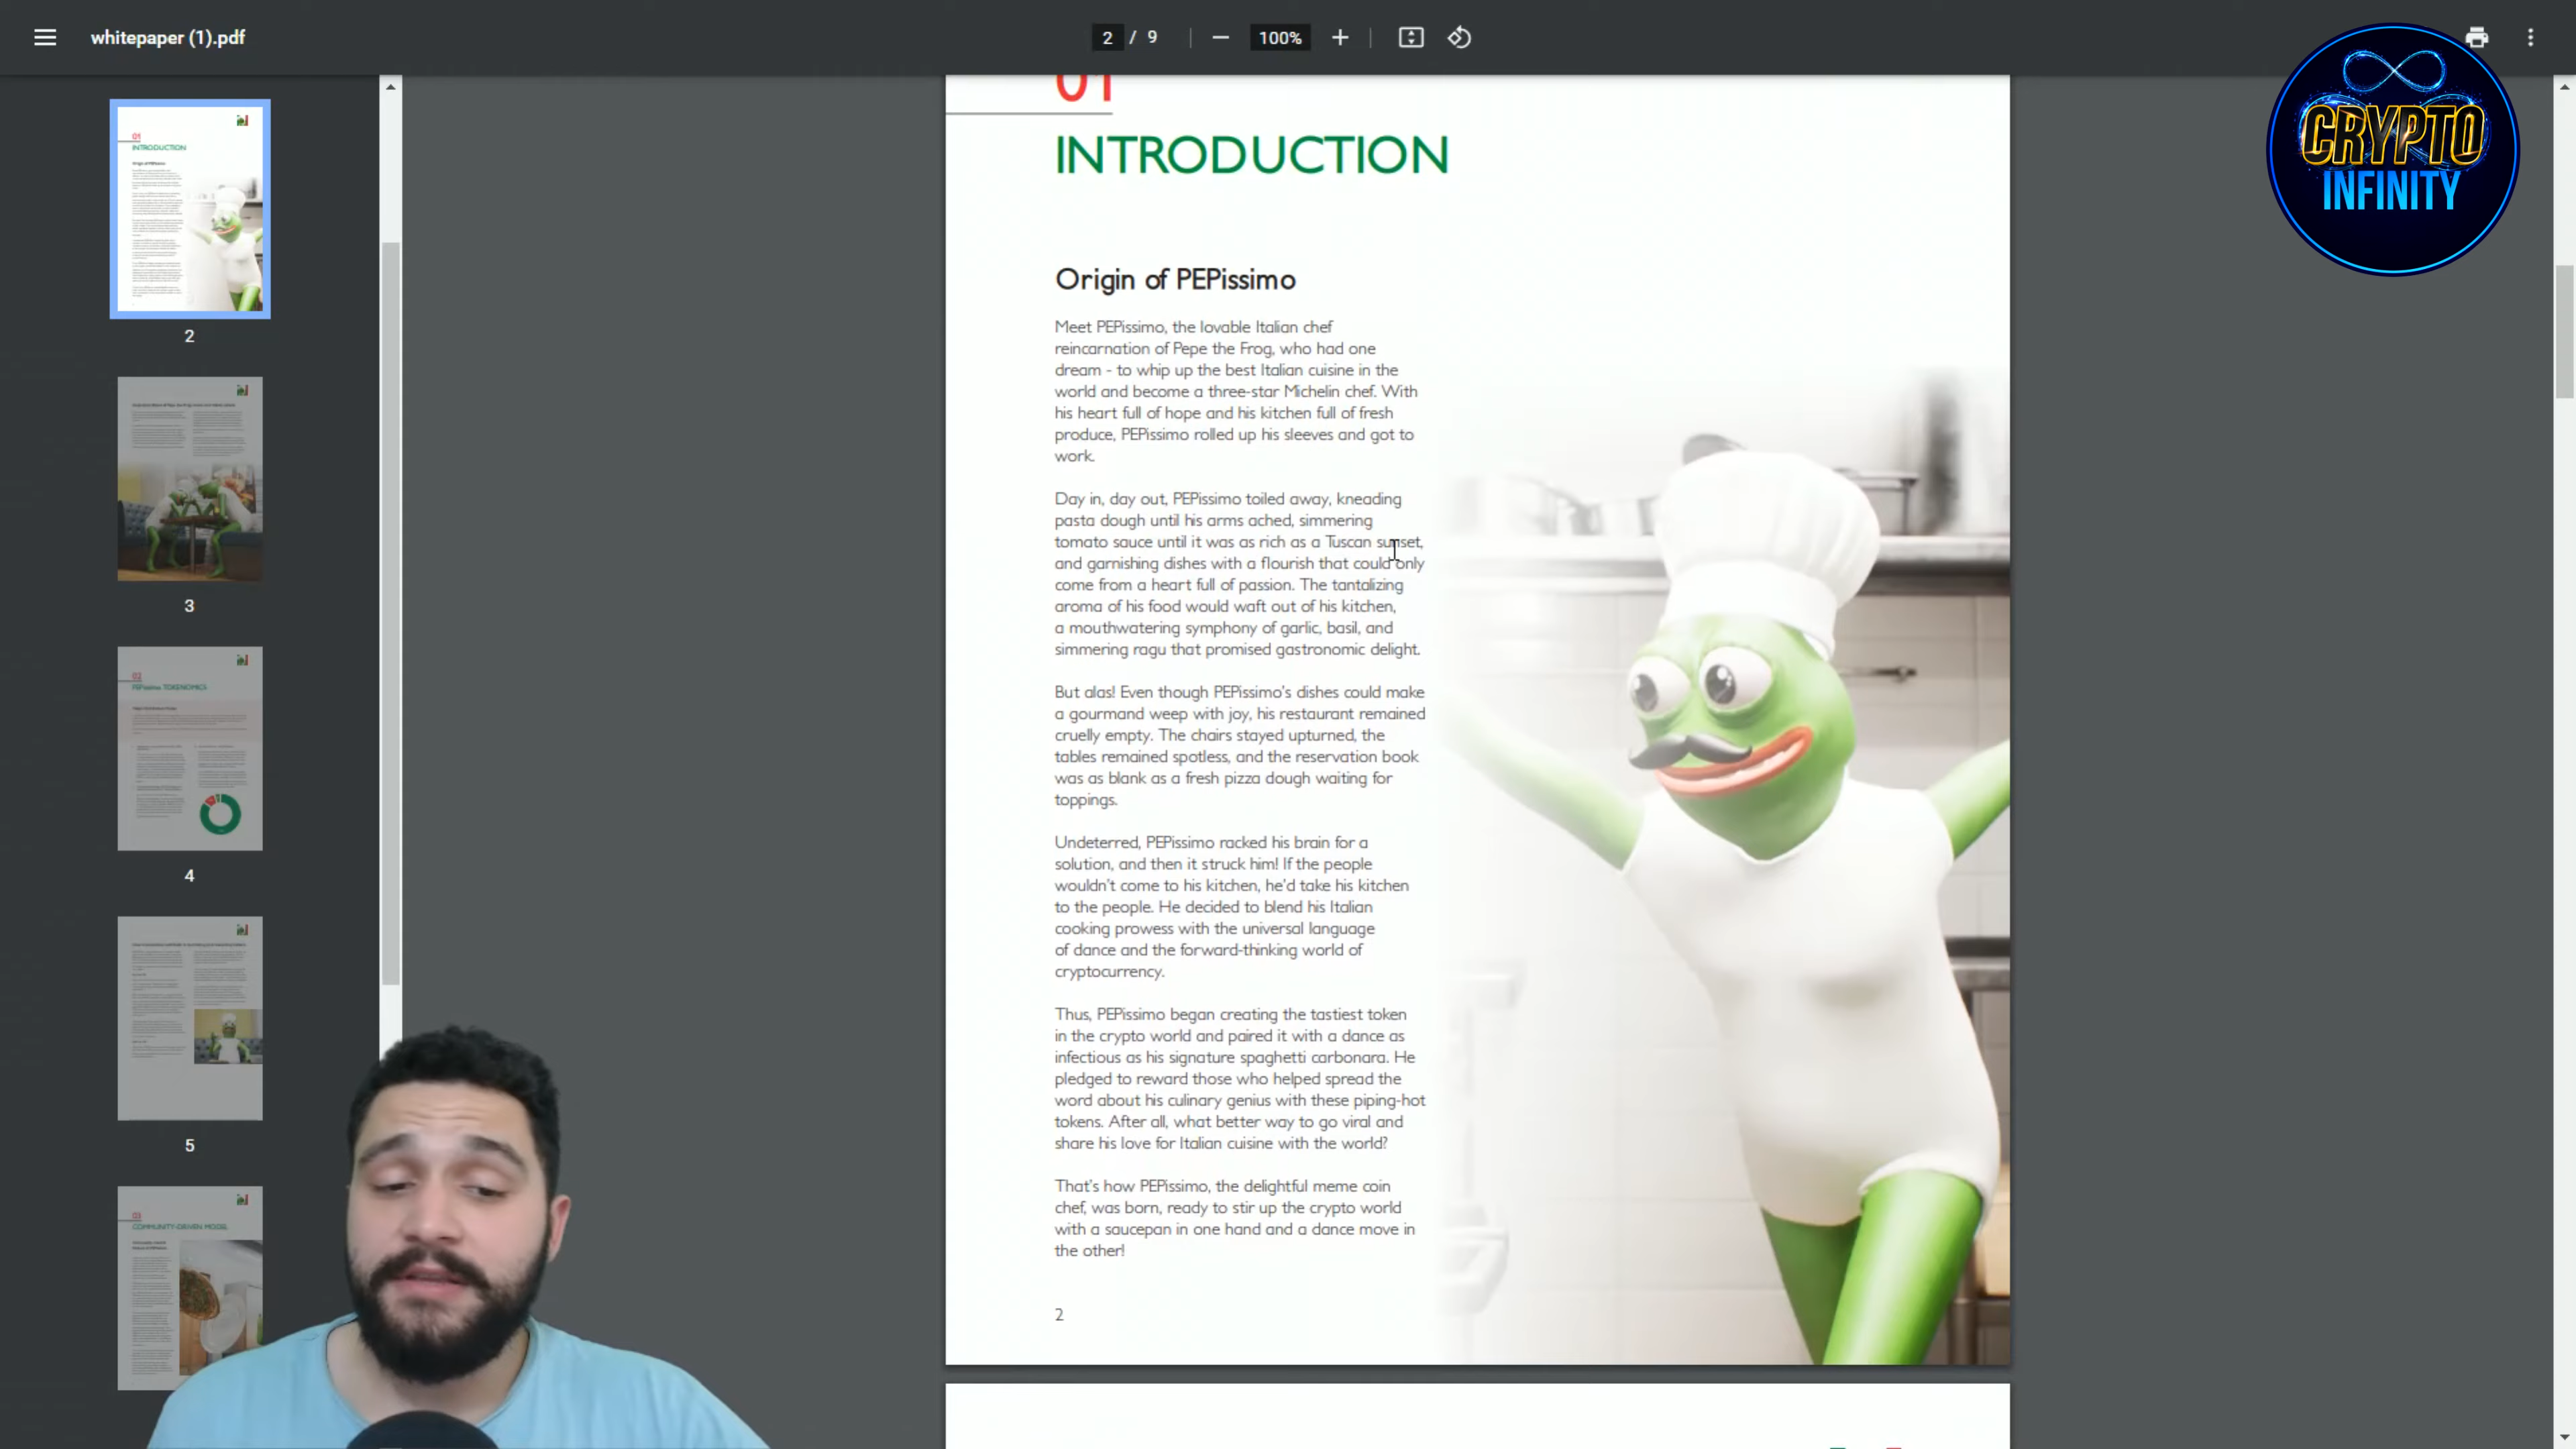 whitepaper (1).pdf
2 / 9
100%
CRYPTO
INFINITY
01
INTRODUCTION
Origin of PEPissimo
Meet PEPissimo, the lovable Italian chef
reincarnation of Pepe the Frog, who had one
dream - to whip up the best Italian cuisine in the
world and become a three-star Michelin chef. With
his heart full of hope and his kitchen full of fresh
produce, PEPissimo rolled up his sleeves and got to
work.
Day in, day out, PEPissimo toiled away, kneading
pasta dough until his arms ached, simmering
tomato sauce until it was as rich as a Tuscan sunset,
and garnishing dishes with a flourish that could only
come from a heart full of passion. The tantalizing
aroma of his food would waft out of his kitchen,
a mouthwatering symphony of garlic, basil, and
simmering ragu that promised gastronomic delight.
But alas! Even though PEPissimo's dishes could make
a gourmand weep with joy, his restaurant remained
cruelly empty. The chairs stayed upturned, the
tables remained spotless, and the reservation book
was as blank as a fresh pizza dough waiting for
toppings.
Undeterred, PEPissimo racked his brain for a
solution, and then it struck him! If the people
wouldn't come to his kitchen, he'd take his kitchen
to the people. He decided to blend his Italian
cooking prowess with the universal language
of dance and the forward-thinking world of
cryptocurrency.
Thus, PEPissimo began creating the tastiest token
in the crypto world and paired it with a dance as
infectious as his signature spaghetti carbonara. He
pledged to reward those who helped spread the
word about his culinary genius with these piping-hot
tokens. After all, what better way to go viral and
share his love for Italian cuisine with the world?
That's how PEPissimo, the delightful meme coin
chef, was born, ready to stir up the crypto world
with a saucepan in one hand and a dance move in
the other!
2
01
INTRODUCTION
Origin of PEPissimo
2
3
02
PEPissimo TOKENOMICS
4
5
03
COMMUNITY-DRIVEN MODEL